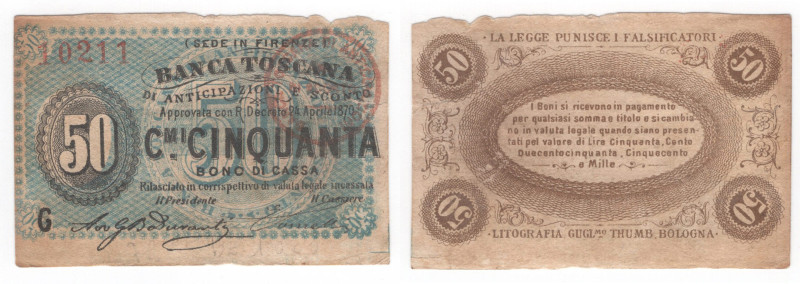 10211
(SEDE IN FIRENZE)
BANCA TOSCANA
DI ANTICIPAZIONI E SCONTO
Approvata con R. Decreto 24 Aprile 1870
50
C.MI CINQUANTA
BONO DI CASSA
Rilasciato in corrispettivo di valuta legale incassata
Il Presidente Il Cassiere
G
· LA LEGGE PUNISCE I FALSIFICATORI ·
50 50
I Boni si ricevono in pagamento
per qualsiasi somma e titolo e si cambia
no in valuta legale quando siano presen-
tati pel valore di Lire Cinquanta, Cento
Duecentocinquanta, Cinquecento
e Mille.
50 50
· LITOGRAFIA GUGL.MO THUMB, BOLOGNA ·